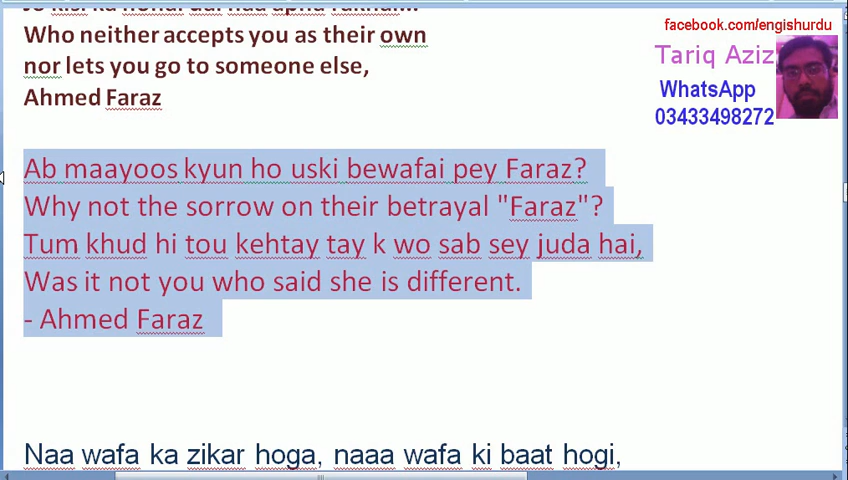 Who neither accepts you as their own
nor lets you go to someone else,
Ahmed Faraz
Ab maayoos kyun ho uski bewafai pey Faraz?
Why not the sorrow on their betrayal "Faraz"?
Tum khud hi tou kehtay tay k wo sab sey juda hai,
Was it not you who said she is different.
- Ahmed Faraz
Naa wafa ka zikar hoga, naaa wafa ki baat hogi,
facebook.com/engishurdu
Tariq Aziz
WhatsApp
03433498272